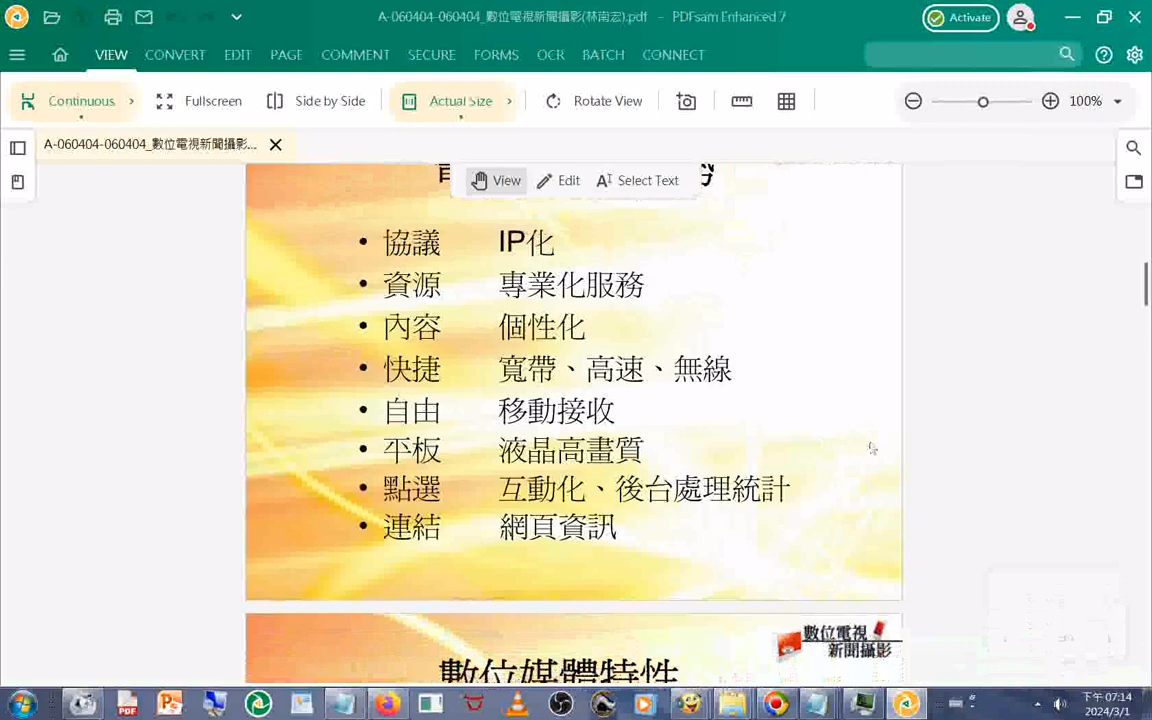 A-060404-060404_數位電視新聞攝影(林南志).pdf – PDFsam Enhanced 7
Activate
VIEW CONVERT EDIT PAGE COMMENT SECURE FORMS OCR BATCH CONNECT
Continuous Fullscreen Side by Side Actual Size Rotate View 100%
A-060404-060404_數位電視新聞攝影...
View Edit Select Text
• 協議 IP化
• 資源 專業化服務
• 內容 個性化
• 快捷 寬帶、高速、無線
• 自由 移動接收
• 平板 液晶高畫質
• 點選 互動化、後台處理統計
• 連結 網頁資訊
數位電視
新聞攝影
數位媒體特性
下午 07:14
2024/3/1